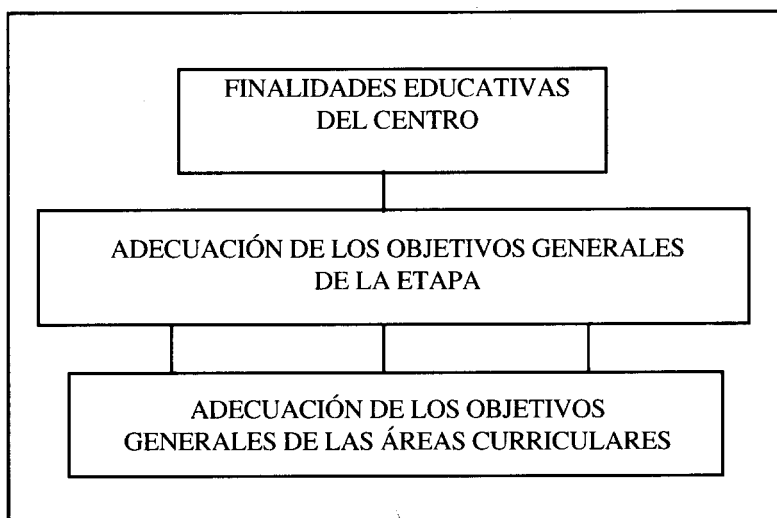 FINALIDADES EDUCATIVAS
DEL CENTRO
ADECUACIÓN DE LOS OBJETIVOS GENERALES
DE LA ETAPA
ADECUACIÓN DE LOS OBJETIVOS
GENERALES DE LAS ÁREAS CURRICULARES